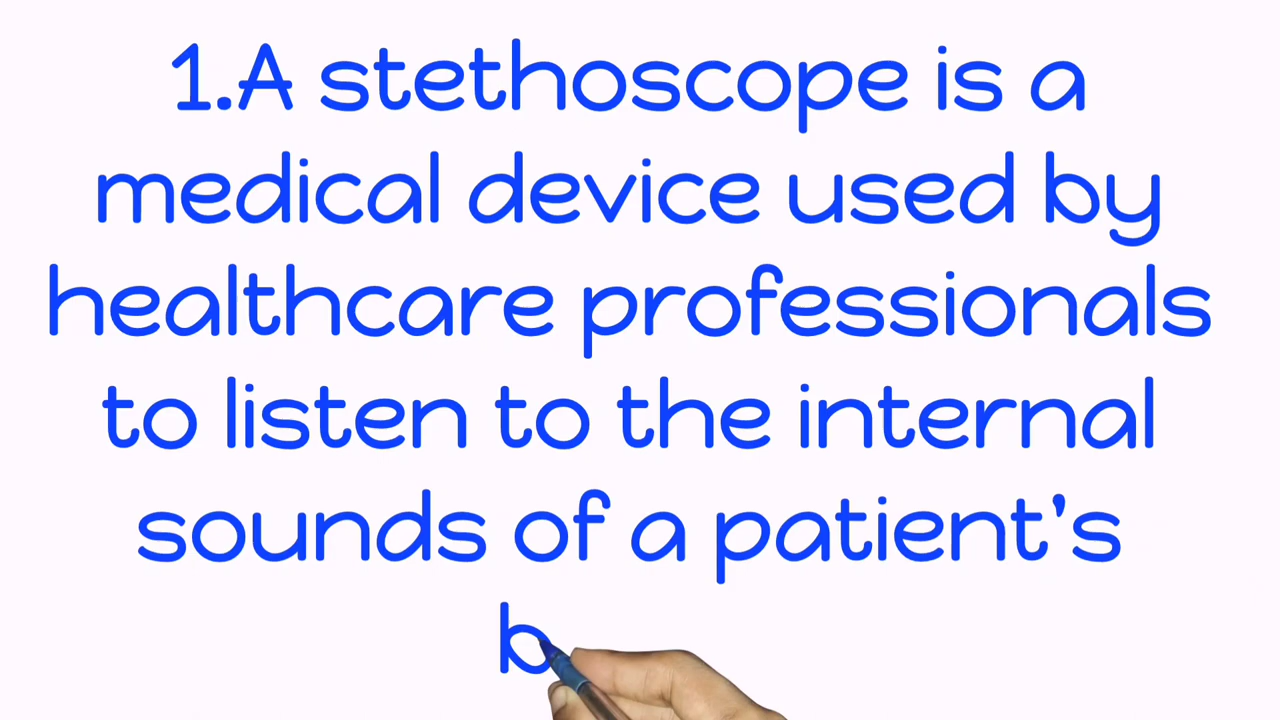 1.A stethoscope is a
medical device used by
healthcare professionals
to listen to the internal
sounds of a patient's
b